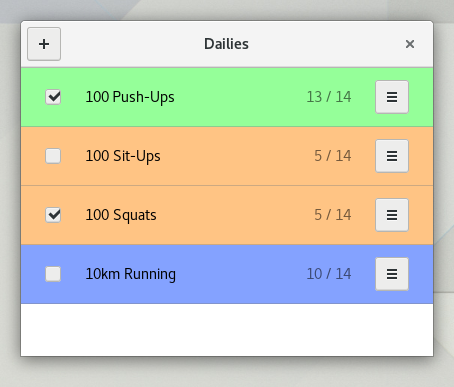 Dailies
100 Push-Ups 13 / 14
100 Sit-Ups 5 / 14
100 Squats 5 / 14
10km Running 10 / 14